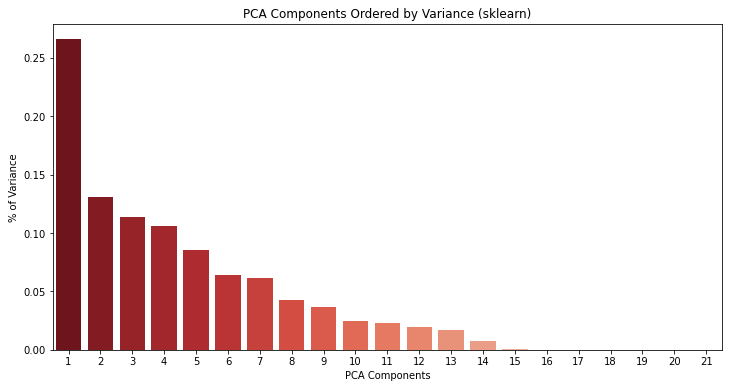 PCA Components Ordered by Variance (sklearn)
% of Variance
0.25
0.20
0.15
0.10
0.05
0.00
1 2 3 4 5 6 7 8 9 10 11 12 13 14 15 16 17 18 19 20 21
PCA Components